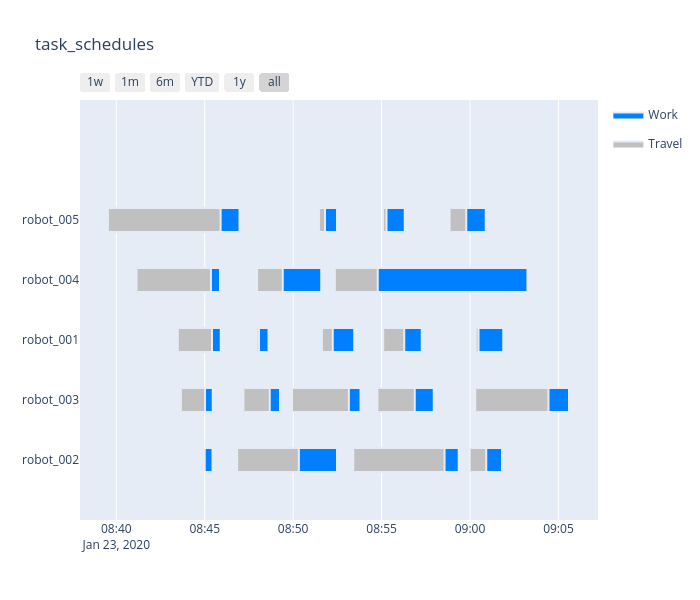 task_schedules
1w 1m 6m YTD 1y all
Work
Travel
robot_005
robot_004
robot_001
robot_003
robot_002
08:40 08:45 08:50 08:55 09:00 09:05
Jan 23, 2020